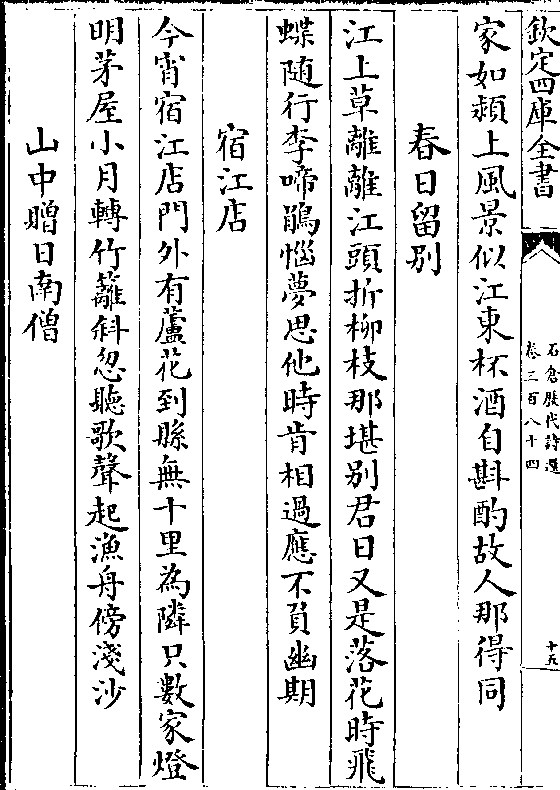 欽定四庫全書
石倉歷代詩選
卷三百八十四
十五
家如頫上風景似江東杯酒自斟酌故人那得同
春日留别
江上草離離江頭折柳枝那堪别君日又是落花時飛
蝶随行李啼鵑惱夢思他時肯相過應不負幽期
宿江店
今宵宿江店門外有蘆花到縣無十里為隣只數家燈
明茅屋小月轉竹籬斜忽聽歌聲起漁舟傍淺沙
山中贈日南僧